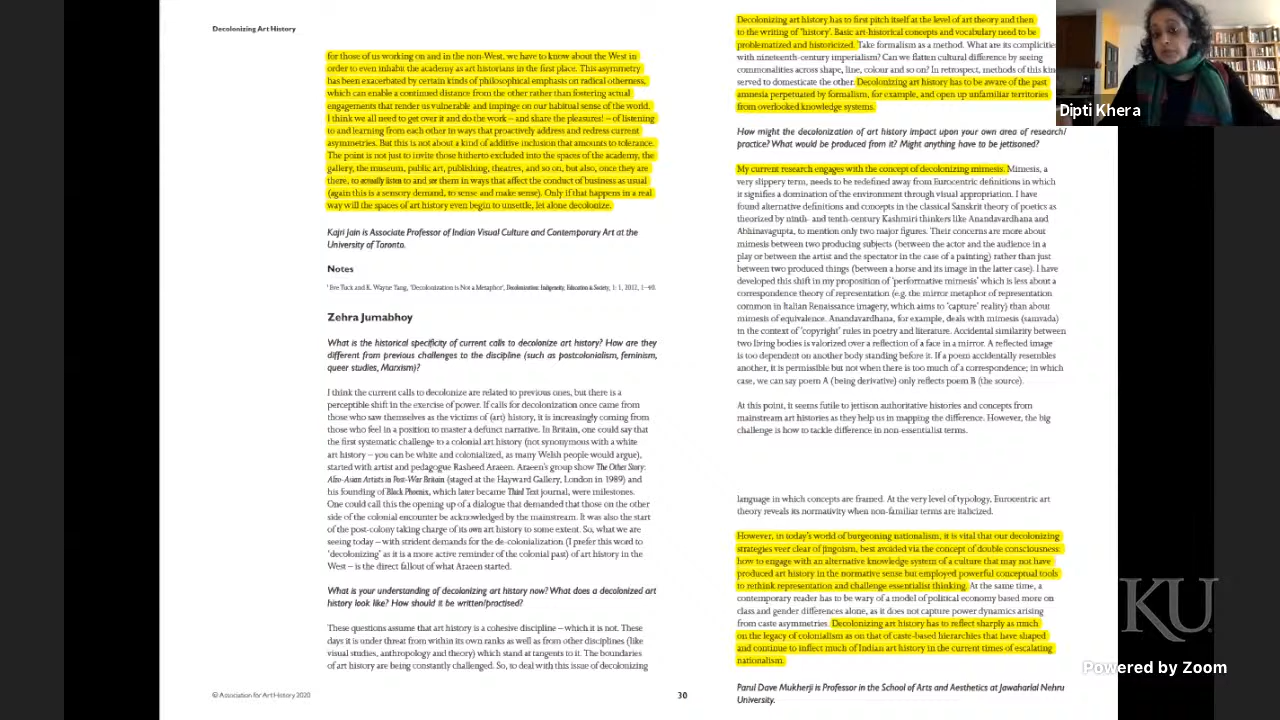 Decolonizing Art History
for those of us working on and in the non-West, we have to know about the West in
order to even inhabit the academy as art historians in the first place. This asymmetry
has been exacerbated by certain kinds of philosophical emphasis on radical otherness,
which can enable a continued distance from the other rather than fostering actual
engagements that render us vulnerable and impinge on our habitual sense of the world.
I think we all need to get over it and do the work – and share the pleasures! – of listening
to and learning from each other in ways that proactively address and redress current
asymmetries. But this is not about a kind of additive inclusion that amounts to tolerance.
The point is not just to invite those hitherto excluded into the spaces of the academy, the
gallery, the museum, public art, publishing, theatres, and so on, but also, once they are
there, to actually listen to and see them in ways that affect the conduct of business as usual
(again this is a sensory demand, to sense and make sense). Only if that happens in a real
way will the spaces of art history even begin to unsettle, let alone decolonize.
Kajri Jain is Associate Professor of Indian Visual Culture and Contemporary Art at the
University of Toronto.
Notes
1 Eve Tuck and K. Wayne Yang, 'Decolonization is Not a Metaphor', Decolonization: Indigeneity, Education & Society, 1: 1, 2012, 1–40.
Zehra Jumabhoy
What is the historical specificity of current calls to decolonize art history? How are they
different from previous challenges to the discipline (such as postcolonialism, feminism,
queer studies, Marxism)?
I think the current calls to decolonize are related to previous ones, but there is a
perceptible shift in the exercise of power. If calls for decolonization once came from
those who saw themselves as the victims of (art) history, it is increasingly coming from
those who feel in a position to master a defunct narrative. In Britain, one could say that
the first systematic challenge to a colonial art history (not synonymous with a white
art history – you can be white and colonialized, as many Welsh people would argue),
started with artist and pedagogue Rasheed Araeen. Araeen's group show The Other Story:
Afro-Asian Artists in Post-War Britain (staged at the Hayward Gallery, London in 1989) and
his founding of Black Phoenix, which later became Third Text journal, were milestones.
One could call this the opening up of a dialogue that demanded that those on the other
side of the colonial encounter be acknowledged by the mainstream. It was also the start
of the post-colony taking charge of its own art history to some extent. So, what we are
seeing today – with strident demands for the de-colonization (I prefer this word to
'decolonizing' as it is a more active reminder of the colonial past) of art history in the
West – is the direct fallout of what Araeen started.
What is your understanding of decolonizing art history now? What does a decolonized art
history look like? How should it be written/practised?
These questions assume that art history is a cohesive discipline – which it is not. These
days it is under threat from within its own ranks as well as from other disciplines (like
visual studies, anthropology and theory) which stand at tangents to it. The boundaries
of art history are being constantly challenged. So, to deal with this issue of decolonizing
© Association for Art History 2020
30
Decolonizing art history has to first pitch itself at the level of art theory and then
to the writing of 'history'. Basic art-historical concepts and vocabulary need to be
problematized and historicized. Take formalism as a method. What are its complicities
with nineteenth-century imperialism? Can we flatten cultural difference by seeing
commonalities across shape, line, colour and so on? In retrospect, methods of this kin
served to domesticate the other. Decolonizing art history has to be aware of the past
amnesia perpetuated by formalism, for example, and open up unfamiliar territories
from overlooked knowledge systems.
How might the decolonization of art history impact upon your own area of research/
practice? What would be produced from it? Might anything have to be jettisoned?
My current research engages with the concept of decolonizing mimesis. Mimesis, a
very slippery term, needs to be redefined away from Eurocentric definitions in which
it signifies a domination of the environment through visual appropriation. I have
found alternative definitions and concepts in the classical Sanskrit theory of poetics as
theorized by ninth- and tenth-century Kashmiri thinkers like Anandavardhana and
Abhinavagupta, to mention only two major figures. Their concerns are more about
mimesis between two producing subjects (between the actor and the audience in a
play or between the artist and the spectator in the case of a painting) rather than just
between two produced things (between a horse and its image in the latter case). I have
developed this shift in my proposition of 'performative mimesis' which is less about a
correspondence theory of representation (e.g. the mirror metaphor of representation
common in Italian Renaissance imagery, which aims to 'capture' reality) than about
mimesis of equivalence. Anandavardhana, for example, deals with mimesis (samvada)
in the context of 'copyright' rules in poetry and literature. Accidental similarity between
two living bodies is valorized over a reflection of a face in a mirror. A reflected image
is too dependent on another body standing before it. If a poem accidentally resembles
another, it is permissible but not when there is too much of a correspondence; in which
case, we can say poem A (being derivative) only reflects poem B (the source).
At this point, it seems futile to jettison authoritative histories and concepts from
mainstream art histories as they help us in mapping the difference. However, the big
challenge is how to tackle difference in non-essentialist terms.
language in which concepts are framed. At the very level of typology, Eurocentric art
theory reveals its normativity when non-familiar terms are italicized.
However, in today's world of burgeoning nationalism, it is vital that our decolonizing
strategies veer clear of jingoism, best avoided via the concept of double consciousness:
how to engage with an alternative knowledge system of a culture that may not have
produced art history in the normative sense but employed powerful conceptual tools
to rethink representation and challenge essentialist thinking. At the same time, a
contemporary reader has to be wary of a model of political economy based more on
class and gender differences alone, as it does not capture power dynamics arising
from caste asymmetries. Decolonizing art history has to reflect sharply as much
on the legacy of colonialism as on that of caste-based hierarchies that have shaped
and continue to inflect much of Indian art history in the current times of escalating
nationalism.
Parul Dave Mukherji is Professor in the School of Arts and Aesthetics at Jawaharlal Nehru
University.
Dipti Khera
KU
Powered by Zoom